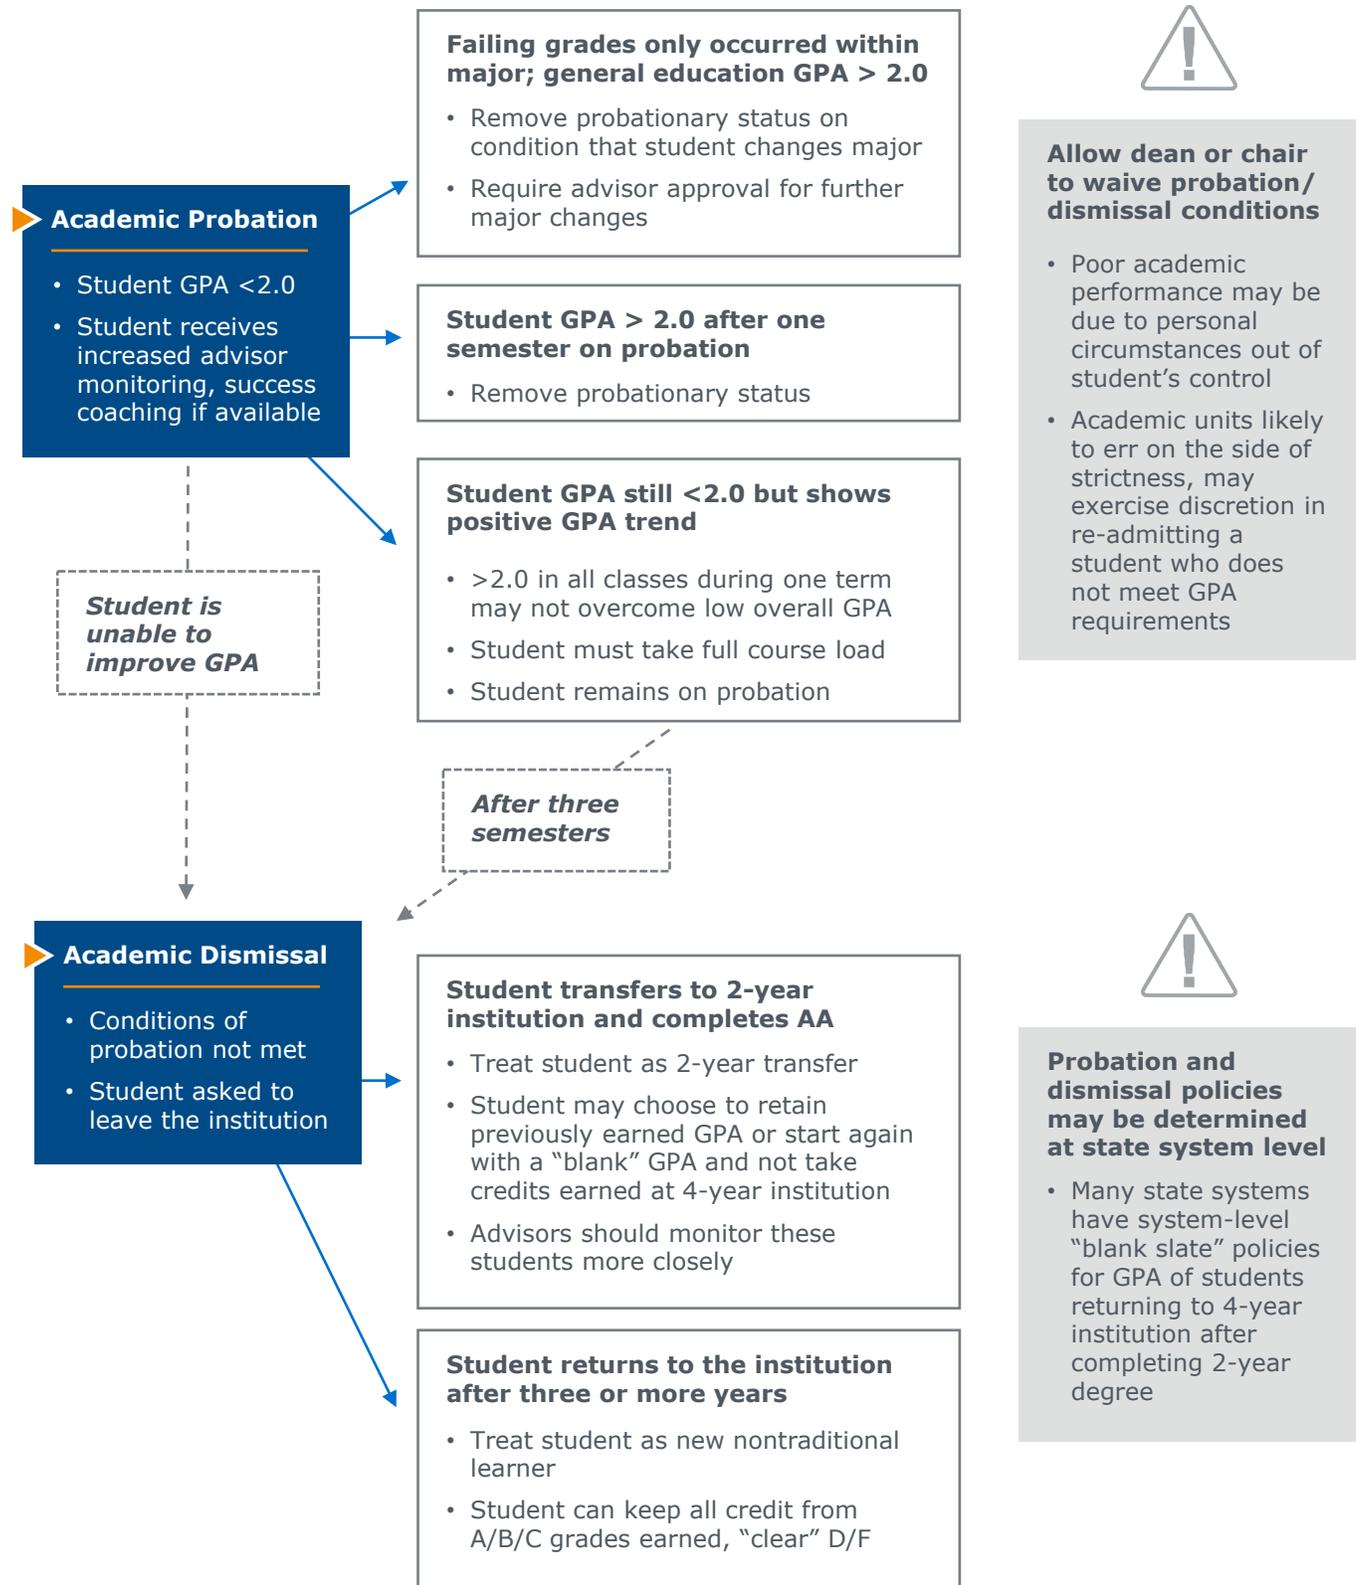 Failing grades only occurred within
major; general education GPA > 2.0
• Remove probationary status on
condition that student changes major
• Require advisor approval for further
major changes
Academic Probation
• Student GPA <2.0
• Student receives
increased advisor
monitoring, success
coaching if available
Student GPA > 2.0 after one
semester on probation
• Remove probationary status
Student GPA still <2.0 but shows
positive GPA trend
• >2.0 in all classes during one term
may not overcome low overall GPA
• Student must take full course load
• Student remains on probation
Allow dean or chair
to waive probation/
dismissal conditions
• Poor academic
performance may be
due to personal
circumstances out of
student’s control
• Academic units likely
to err on the side of
strictness, may
exercise discretion in
re-admitting a
student who does
not meet GPA
requirements
Student is
unable to
improve GPA
After three
semesters
Academic Dismissal
• Conditions of
probation not met
• Student asked to
leave the institution
Student transfers to 2-year
institution and completes AA
• Treat student as 2-year transfer
• Student may choose to retain
previously earned GPA or start again
with a “blank” GPA and not take
credits earned at 4-year institution
• Advisors should monitor these
students more closely
Student returns to the institution
after three or more years
• Treat student as new nontraditional
learner
• Student can keep all credit from
A/B/C grades earned, “clear” D/F
Probation and
dismissal policies
may be determined
at state system level
• Many state systems
have system-level
“blank slate” policies
for GPA of students
returning to 4-year
institution after
completing 2-year
degree